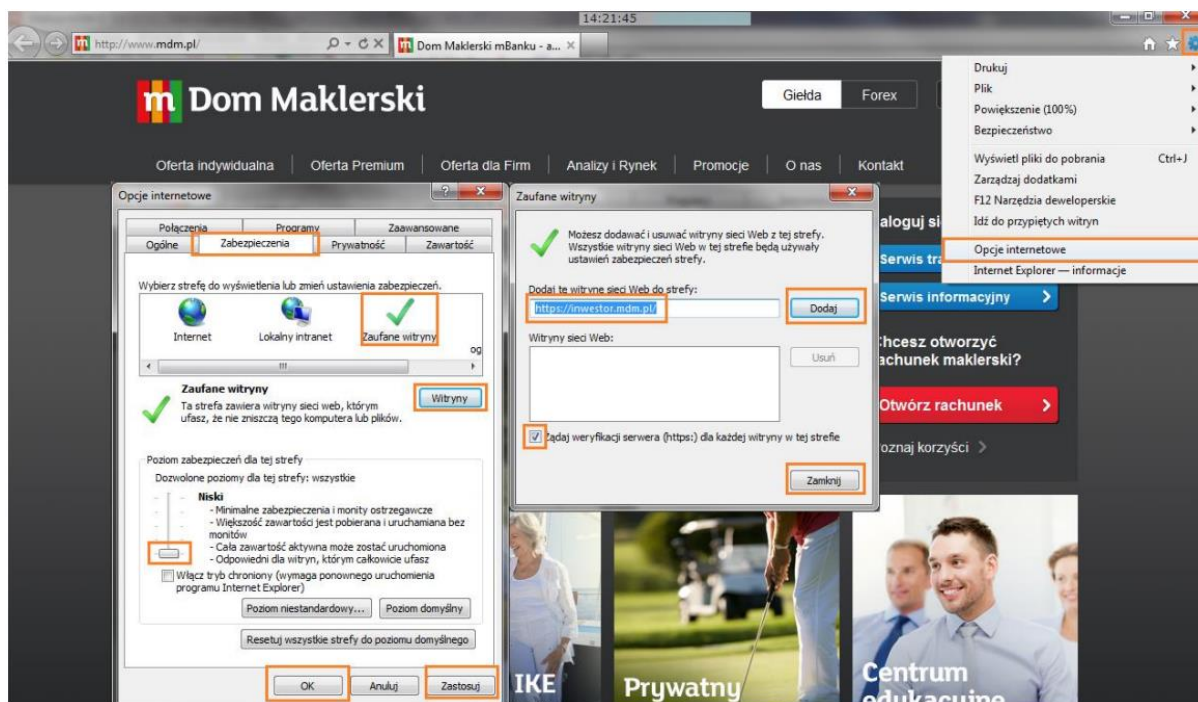 14:21:45
http://www.mdm.pl/
Dom Maklerski mBanku - a...
m Dom Maklerski
Giełda
Forex
Oferta indywidualna
Oferta Premium
Oferta dla Firm
Analizy i Rynek
Promocje
O nas
Kontakt
Drukuj
Plik
Powiększenie (100%)
Bezpieczeństwo
Wyświetl pliki do pobrania Ctrl+J
Zarządzaj dodatkami
F12 Narzędzia deweloperskie
Idź do przypiętych witryn
Opcje internetowe
Internet Explorer — informacje
Opcje internetowe
Połączenia
Programy
Zaawansowane
Ogólne
Zabezpieczenia
Prywatność
Zawartość
Wybierz strefę do wyświetlenia lub zmień ustawienia zabezpieczeń.
Internet
Lokalny intranet
Zaufane witryny
og
Zaufane witryny
Ta strefa zawiera witryny sieci web, którym
ufasz, że nie zniszczą tego komputera lub plików.
Witryny
Poziom zabezpieczeń dla tej strefy
Dozwolone poziomy dla tej strefy: wszystkie
Niski
- Minimalne zabezpieczenia i monity ostrzegawcze
- Większość zawartości jest pobierana i uruchamiana bez
monitów
- Cała zawartość aktywna może zostać uruchomiona
- Odpowiedni dla witryn, którym całkowicie ufasz
Włącz tryb chroniony (wymaga ponownego uruchomienia
programu Internet Explorer)
Poziom niestandardowy...
Poziom domyślny
Resetuj wszystkie strefy do poziomu domyślnego
OK
Anuluj
Zastosuj
Zaufane witryny
Możesz dodawać i usuwać witryny sieci Web z tej strefy.
Wszystkie witryny sieci Web w tej strefie będą używały
ustawień zabezpieczeń strefy.
Dodaj tę witrynę sieci Web do strefy:
https://inwestor.mdm.pl/
Dodaj
Witryny sieci Web:
Usuń
Żądaj weryfikacji serwera (https:) dla każdej witryny w tej strefie
Zamknij
aloguj si
Serwis tra
Serwis informacyjny
hcesz otworzyć
achunek maklerski?
Otwórz rachunek
oznaj korzyści
IKE
Prywatny
Centrum
edukacyjne